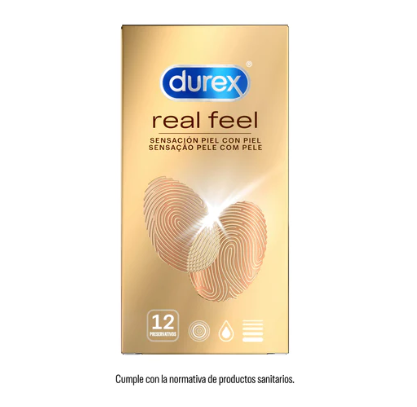 durex
real feel
SENSACIÓN PIEL CON PIEL
SENSAÇÃO PELE COM PELE
12
PRESERVATIVOS
Cumple con la normativa de productos sanitarios.